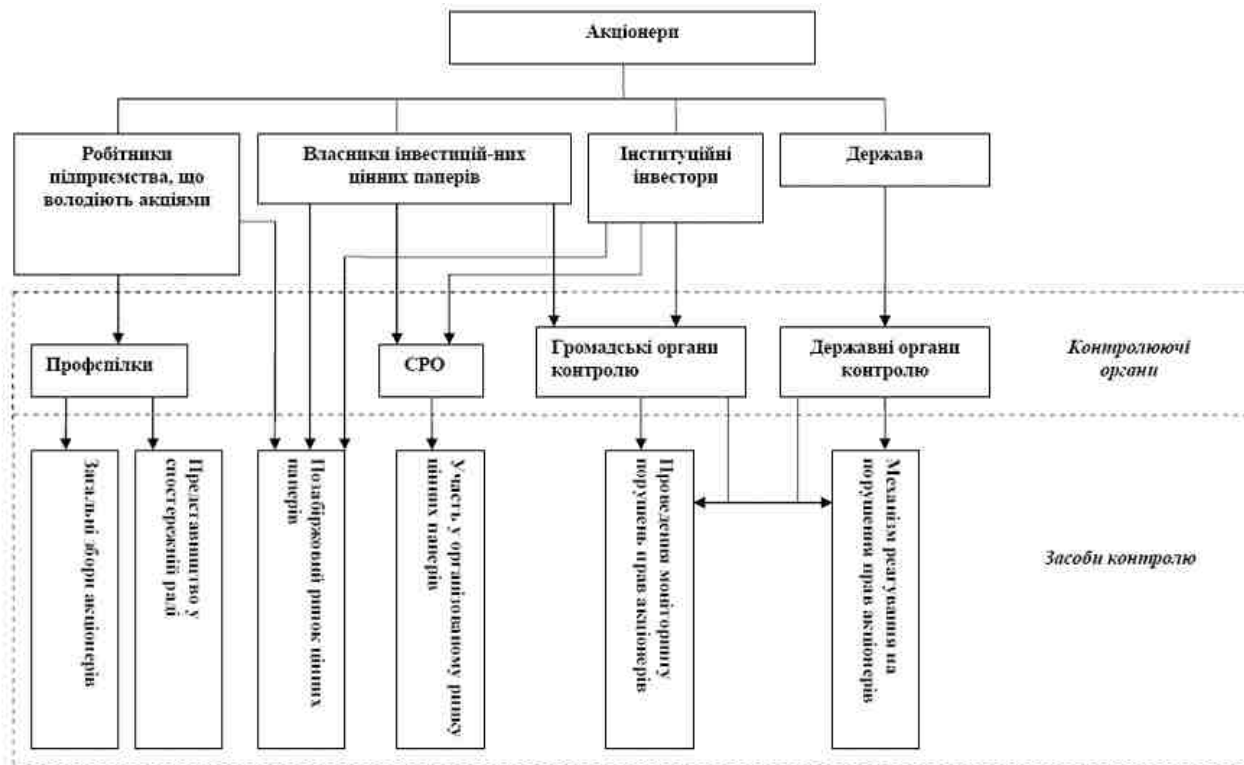 Акціонери
Робітники
підприємства, що
володіють акціями
Власники інвестицій-них
цінних паперів
Інституційні
інвестори
Держава
Профспілки
СРО
Громадські органи
контролю
Державні органи
контролю
Контролюючі
органи
Загальні збори акціонерів
Представництво у
спостережній раді
Позабіржовий ринок цінних
паперів
Участь у організованому ринку
цінних паперів
Проведення моніторингу
порушень прав акціонерів
Механізм реагування на
порушення прав акціонерів
Засоби контролю